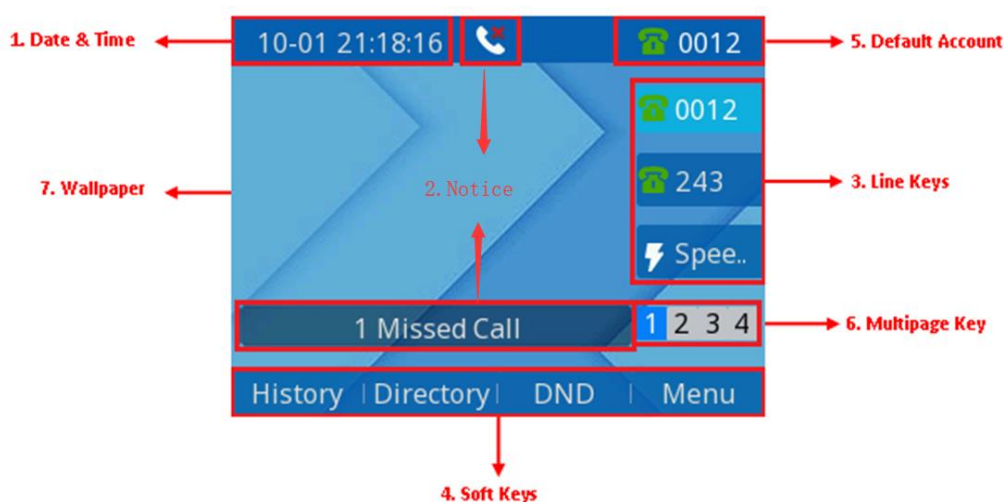 1. Date & Time
10-01 21:18:16
0012
5. Default Account
0012
7. Wallpaper
2. Notice
243
3. Line Keys
Spee..
1 Missed Call
1 2 3 4
6. Multipage Key
History | Directory | DND | Menu
4. Soft Keys